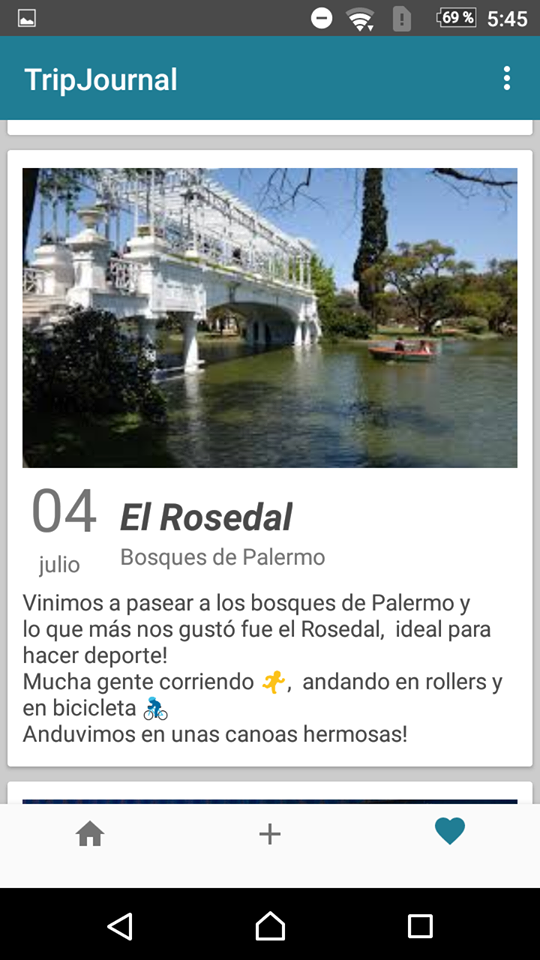 69 % 5:45
TripJournal
04
julio
El Rosedal
Bosques de Palermo
Vinimos a pasear a los bosques de Palermo y
lo que más nos gustó fue el Rosedal, ideal para
hacer deporte!
Mucha gente corriendo 🏃, andando en rollers y
en bicicleta 🚴
Anduvimos en unas canoas hermosas!